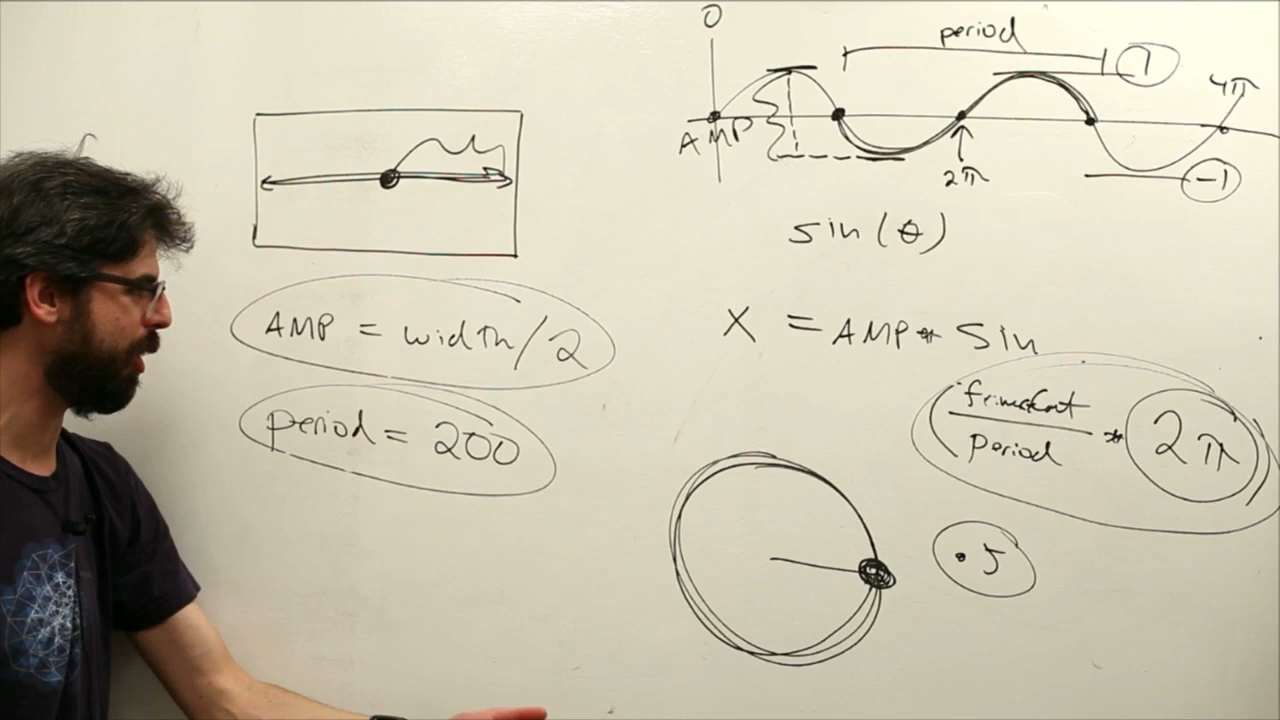 AMP = width/2
period = 200
0
period
1
4π
AMP
2π
-1
sin(θ)
X = AMP * Sin
period * 2π
.5